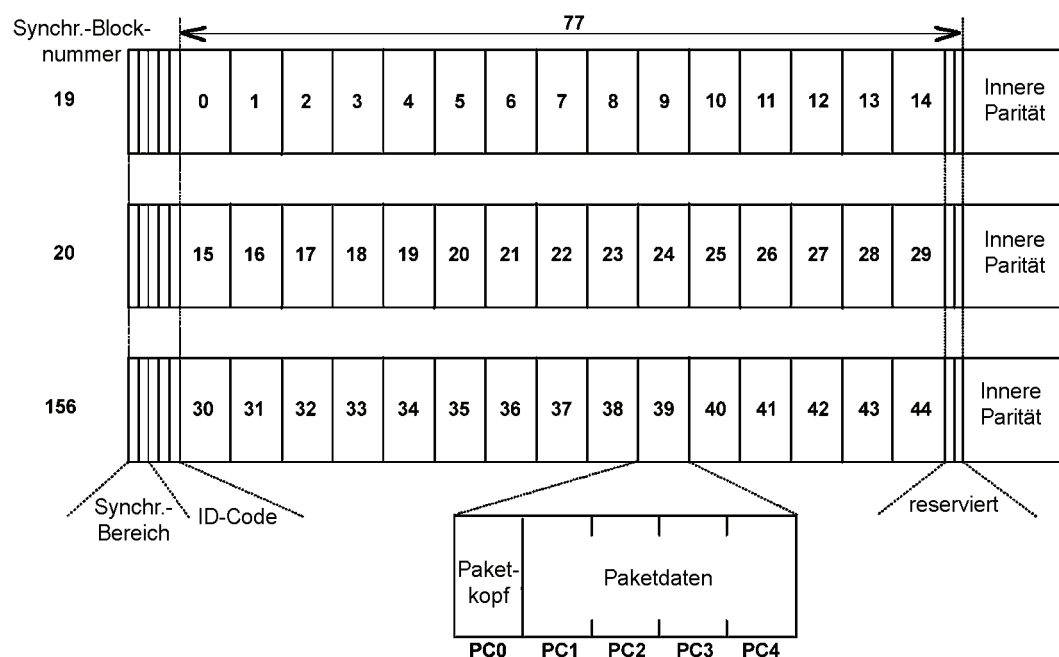 Synchr.-Block-
nummer
77
19
0 1 2 3 4 5 6 7 8 9 10 11 12 13 14
Innere
Parität
20
15 16 17 18 19 20 21 22 23 24 25 26 27 28 29
Innere
Parität
156
30 31 32 33 34 35 36 37 38 39 40 41 42 43 44
Innere
Parität
Synchr.-
Bereich
ID-Code
reserviert
Paket-
kopf
Paketdaten
PC0 PC1 PC2 PC3 PC4